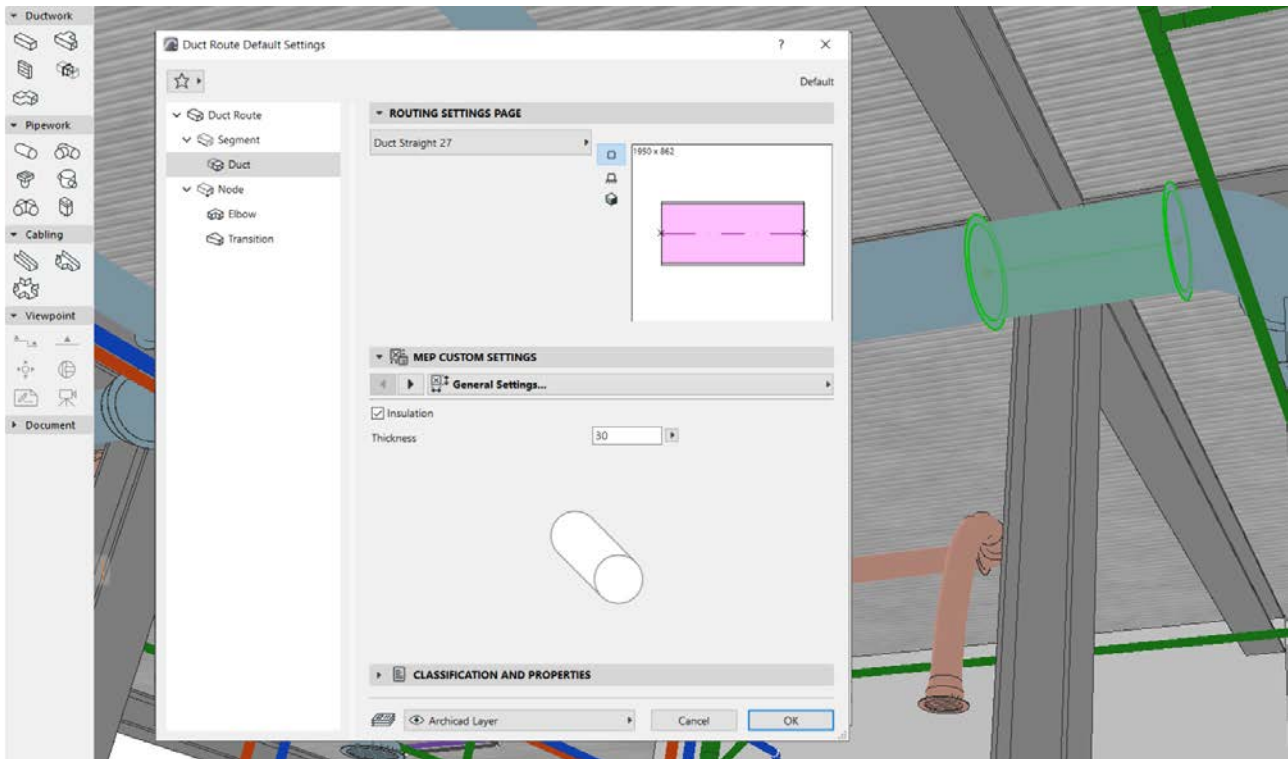 Ductwork
Pipework
Cabling
Viewpoint
Document
Duct Route Default Settings
?
Default
Duct Route
Segment
Duct
Node
Elbow
Transition
ROUTING SETTINGS PAGE
Duct Straight 27
1950 x 862
MEP CUSTOM SETTINGS
General Settings...
Insulation
Thickness
30
CLASSIFICATION AND PROPERTIES
Archicad Layer
Cancel
OK